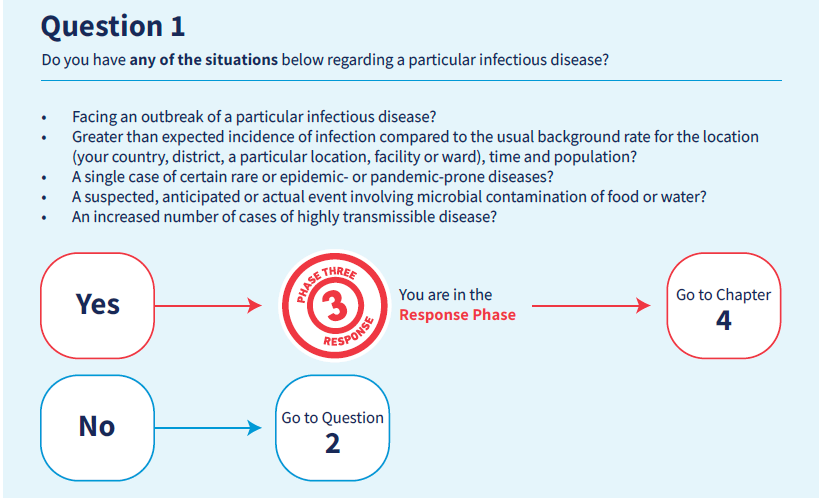 Question 1
Do you have any of the situations below regarding a particular infectious disease?
• Facing an outbreak of a particular infectious disease?
• Greater than expected incidence of infection compared to the usual background rate for the location
(your country, district, a particular location, facility or ward), time and population?
• A single case of certain rare or epidemic- or pandemic-prone diseases?
• A suspected, anticipated or actual event involving microbial contamination of food or water?
• An increased number of cases of highly transmissible disease?
Yes
PHASE THREE
3
RESPONSE
You are in the
Response Phase
Go to Chapter
4
No
Go to Question
2